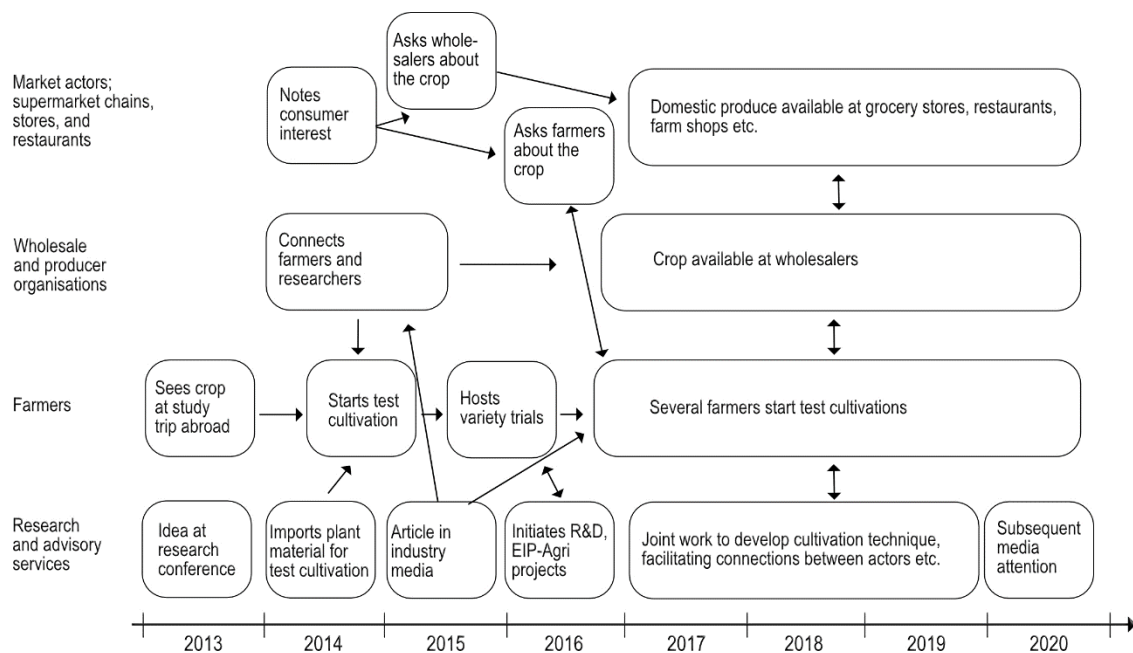 Market actors;
supermarket chains,
stores, and
restaurants
Notes
consumer
interest
Asks whole-
salers about
the crop
Asks farmers
about the
crop
Domestic produce available at grocery stores, restaurants,
farm shops etc.
Wholesale
and producer
organisations
Connects
farmers and
researchers
Crop available at wholesalers
Farmers
Sees crop
at study
trip abroad
Starts test
cultivation
Hosts
variety trials
Several farmers start test cultivations
Research
and advisory
services
Idea at
research
conference
Imports plant
material for
test cultivation
Article in
industry
media
Initiates R&D,
EIP-Agri
projects
Joint work to develop cultivation technique,
facilitating connections between actors etc.
Subsequent
media
attention
2013 2014 2015 2016 2017 2018 2019 2020